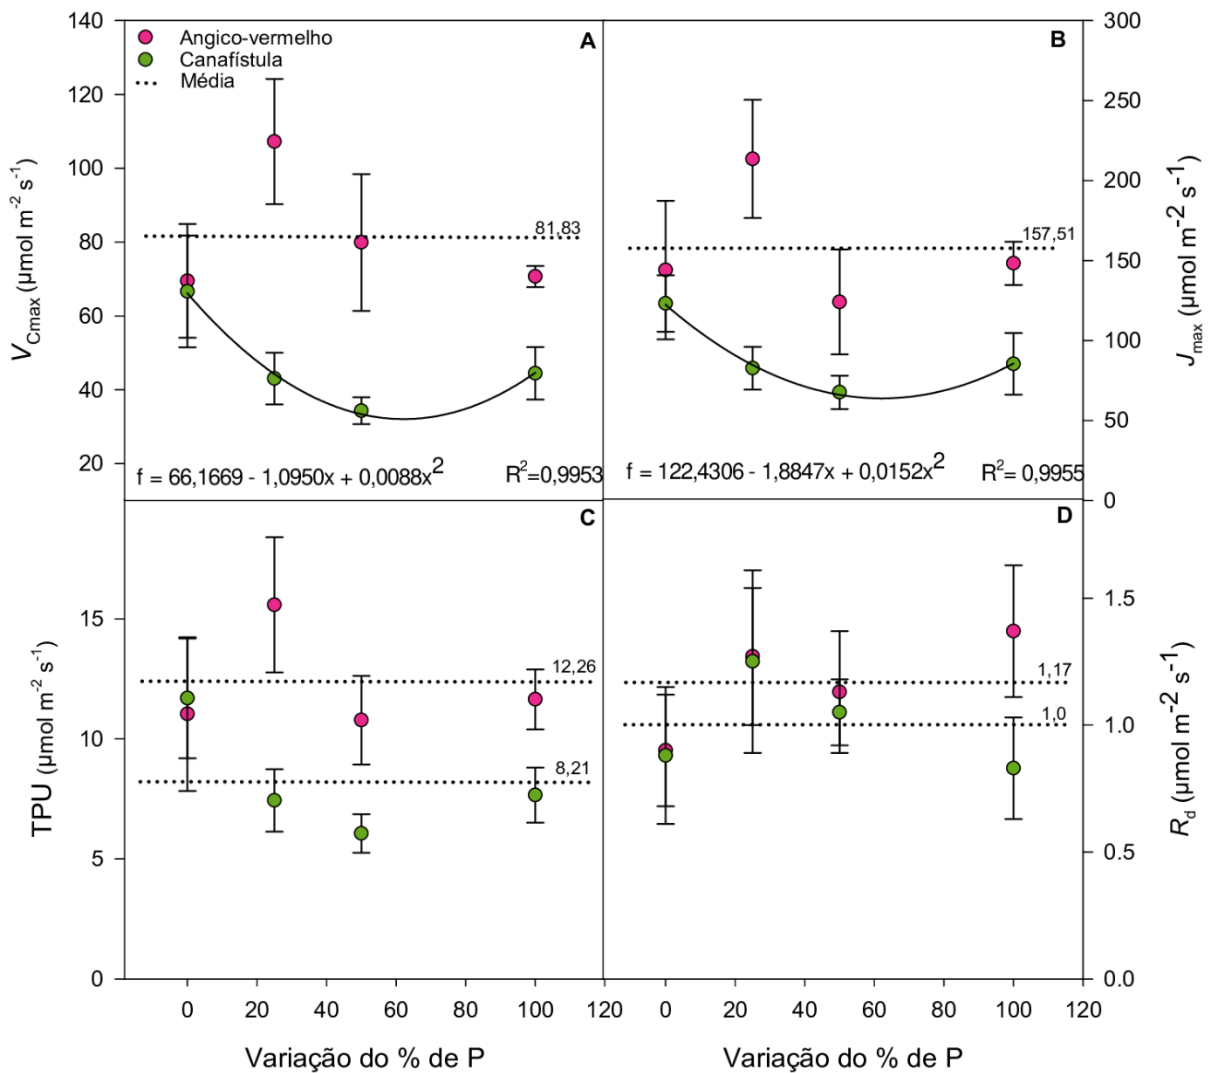 140
120
100
80
60
40
20
V_Cmax (µmol m⁻² s⁻¹)
Angico-vermelho
Canafístula
Média
A
81,83
f = 66,1669 - 1,0950x + 0,0088x²
R²=0,9953
B
157,51
f = 122,4306 - 1,8847x + 0,0152x²
R²= 0,9955
300
250
200
150
100
50
0
J_max (µmol m⁻² s⁻¹)
C
12,26
8,21
15
10
5
0
TPU (µmol m⁻² s⁻¹)
D
1,17
1,0
1.5
1.0
0.5
0.0
R_d (µmol m⁻² s⁻¹)
0 20 40 60 80 100 120
0 20 40 60 80 100 120
Variação do % de P
Variação do % de P